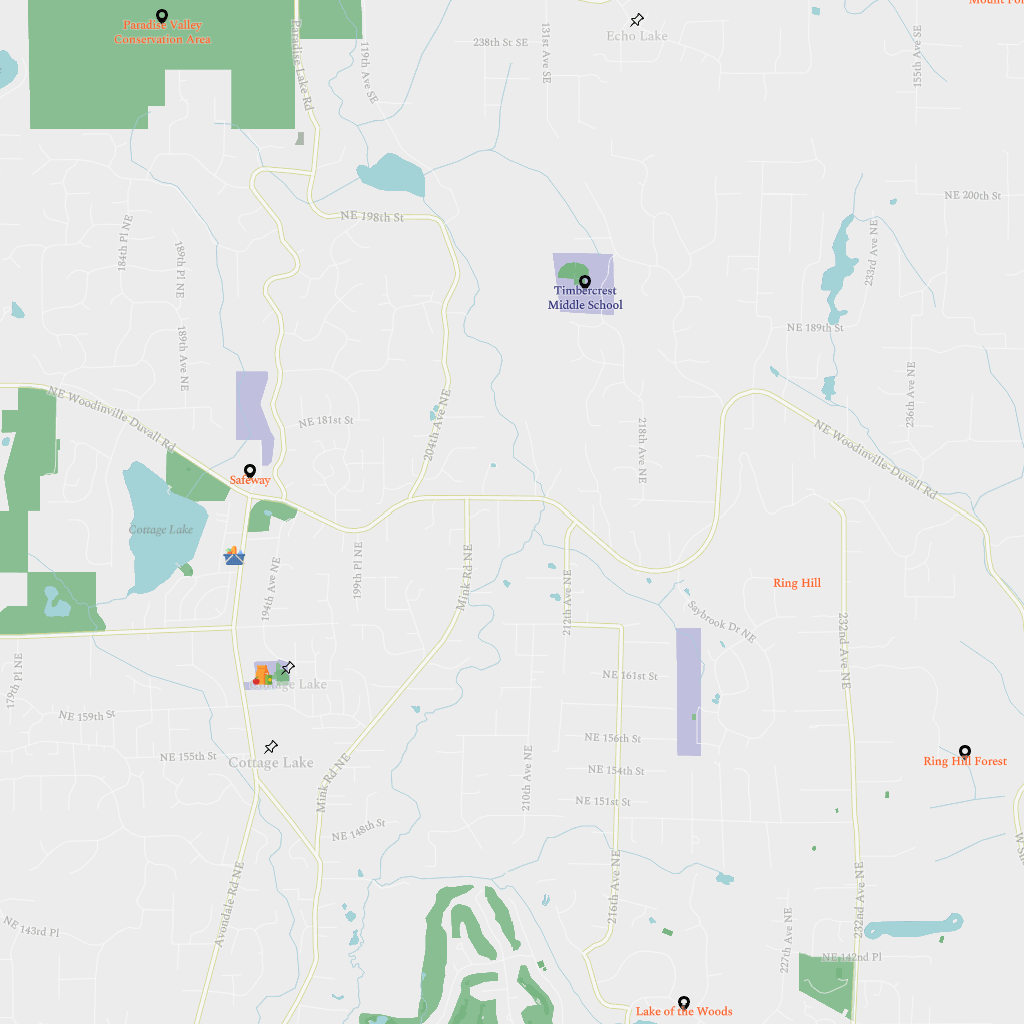 Mount For
Paradise Valley
Conservation Area
Echo Lake
238th St SE
131st Ave SE
155th Ave SE
119th Ave SE
Paradise Lake Rd
NE 200th St
NE 198th St
184th Pl NE
189th Pl NE
233rd Ave NE
Timbercrest
Middle School
NE 189th St
189th Ave NE
236th Ave NE
NE Woodinville Duvall Rd
NE 181st St
204th Ave NE
218th Ave NE
NE Woodinville-Duvall Rd
Safeway
Cottage Lake
194th Ave NE
199th Pl NE
Mink Rd NE
212th Ave NE
Ring Hill
Saybrook Dr NE
232nd Ave NE
179th Pl NE
Cottage Lake
NE 161st St
NE 159th St
NE 156th St
NE 155th St
Cottage Lake
NE 154th St
Ring Hill Forest
Mink Rd NE
210th Ave NE
NE 151st St
NE 148th St
Avondale Rd NE
216th Ave NE
232nd Ave NE
NE 143rd Pl
227th Ave NE
NE 142nd Pl
Lake of the Woods